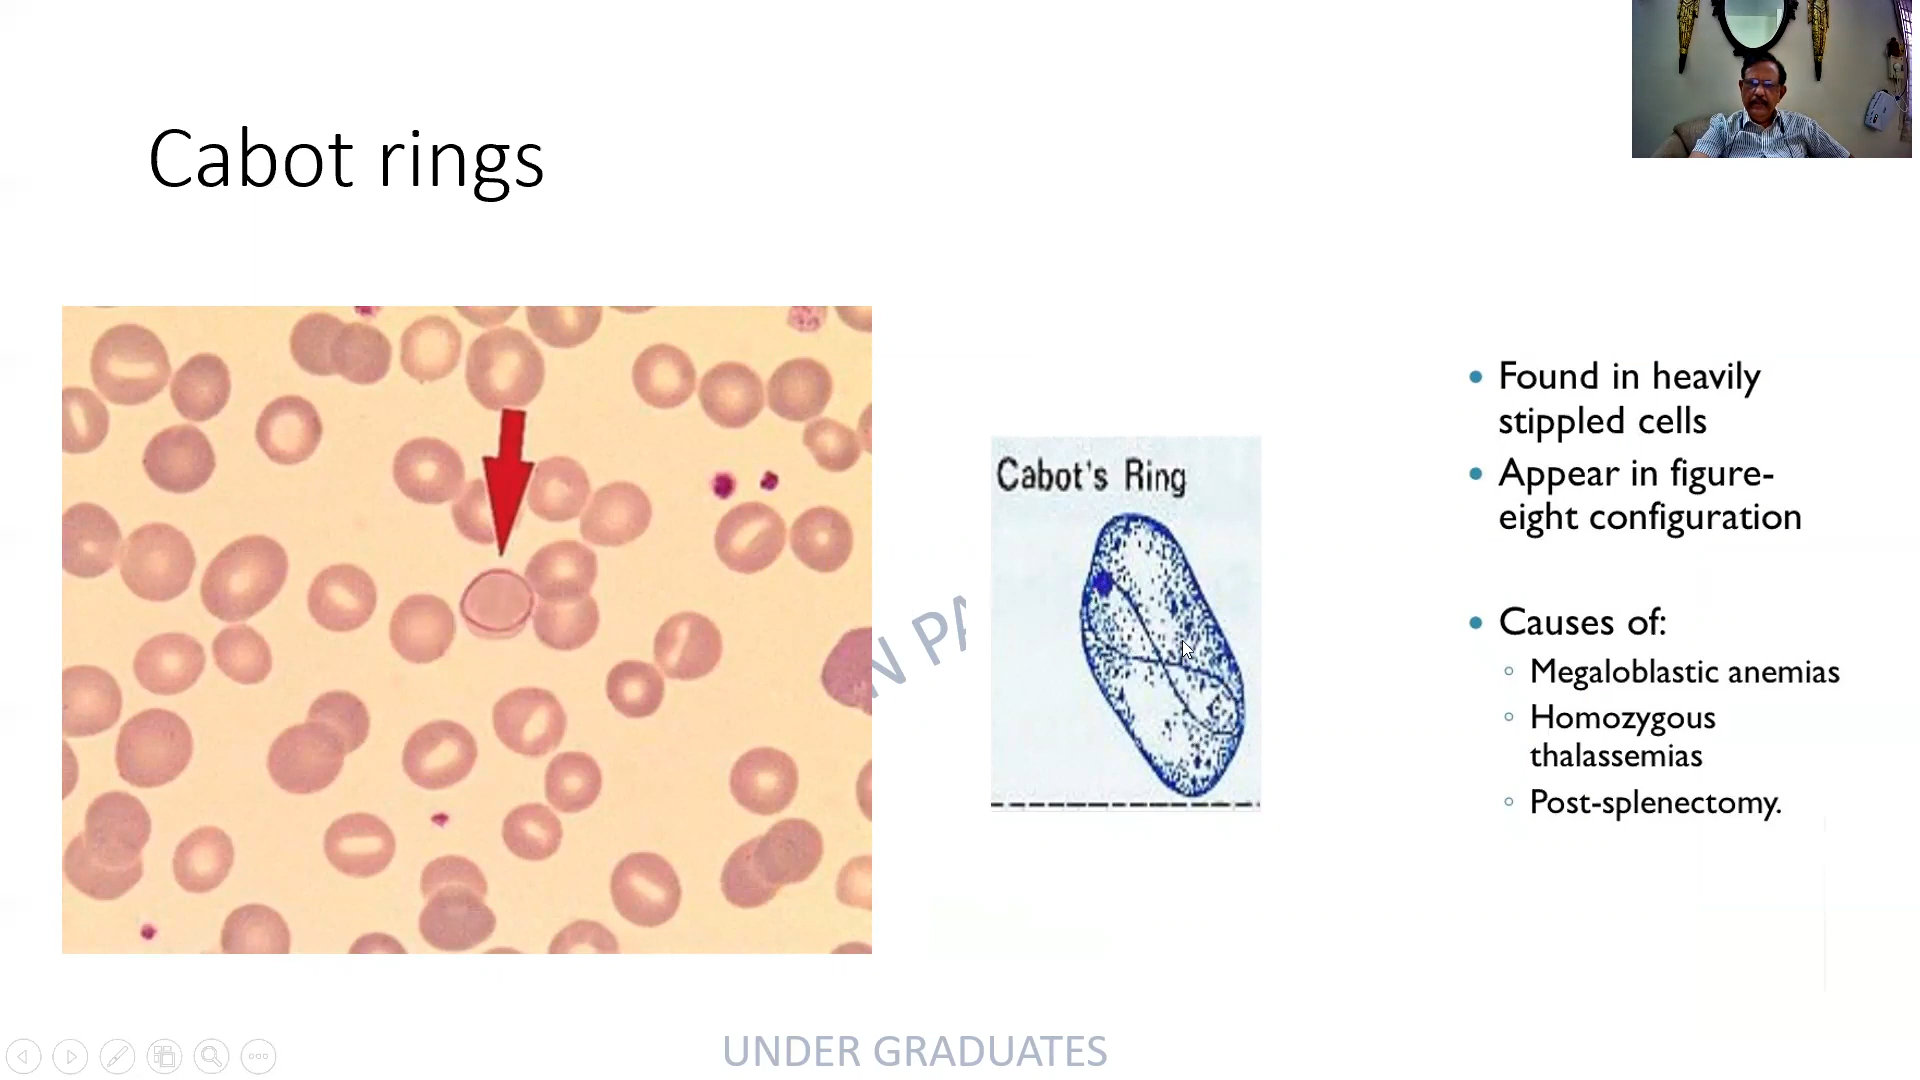 Cabot rings
Cabot's Ring
• Found in heavily
stippled cells
• Appear in figure-
eight configuration
• Causes of:
◦ Megaloblastic anemias
◦ Homozygous
thalassemias
◦ Post-splenectomy.
UNDER GRADUATES